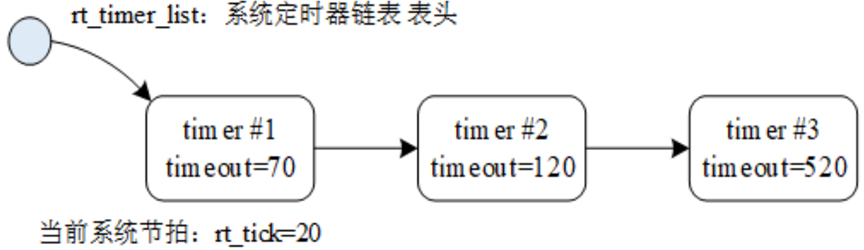 rt_timer_list：系统定时器链表 表头
timer #1
timeout=70
timer #2
timeout=120
timer #3
timeout=520
当前系统节拍：rt_tick=20